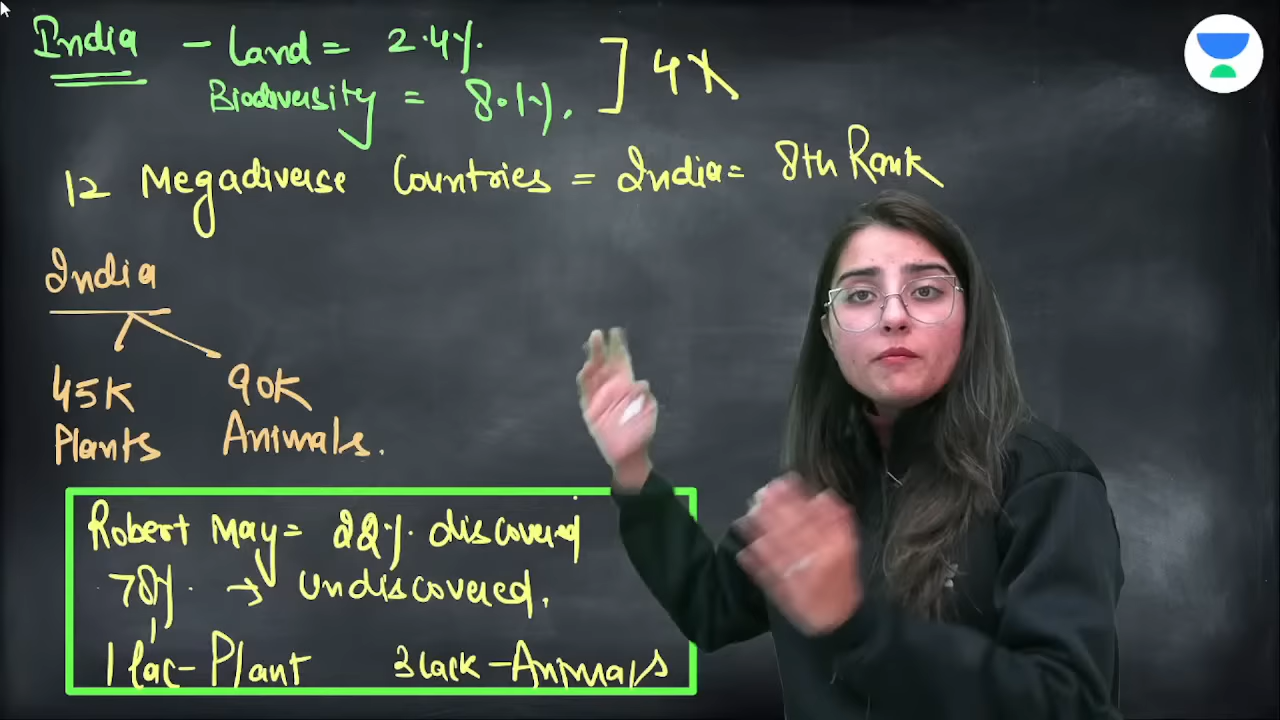 India - Land = 2.4%.
Biodiversity = 8.1%. ] 4X
12 Megadiverse Countries = India = 8th Rank
India
45K 90K
Plants Animals.
Robert May = 22% discovered
78% → undiscovered.
1 lac - Plant 3 lack - Animals